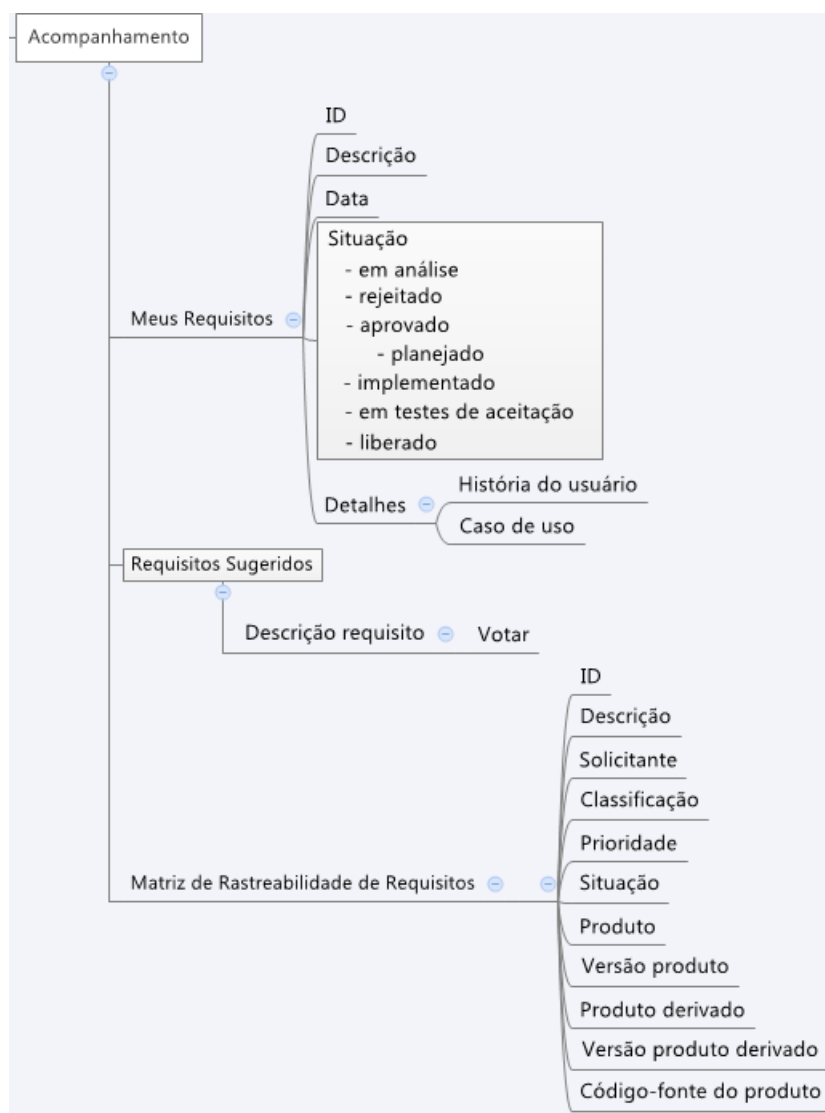 Acompanhamento
ID
Descrição
Data
Situação
- em análise
- rejeitado
- aprovado
- planejado
- implementado
- em testes de aceitação
- liberado
Meus Requisitos
Detalhes
História do usuário
Caso de uso
Requisitos Sugeridos
Descrição requisito
Votar
Matriz de Rastreabilidade de Requisitos
ID
Descrição
Solicitante
Classificação
Prioridade
Situação
Produto
Versão produto
Produto derivado
Versão produto derivado
Código-fonte do produto